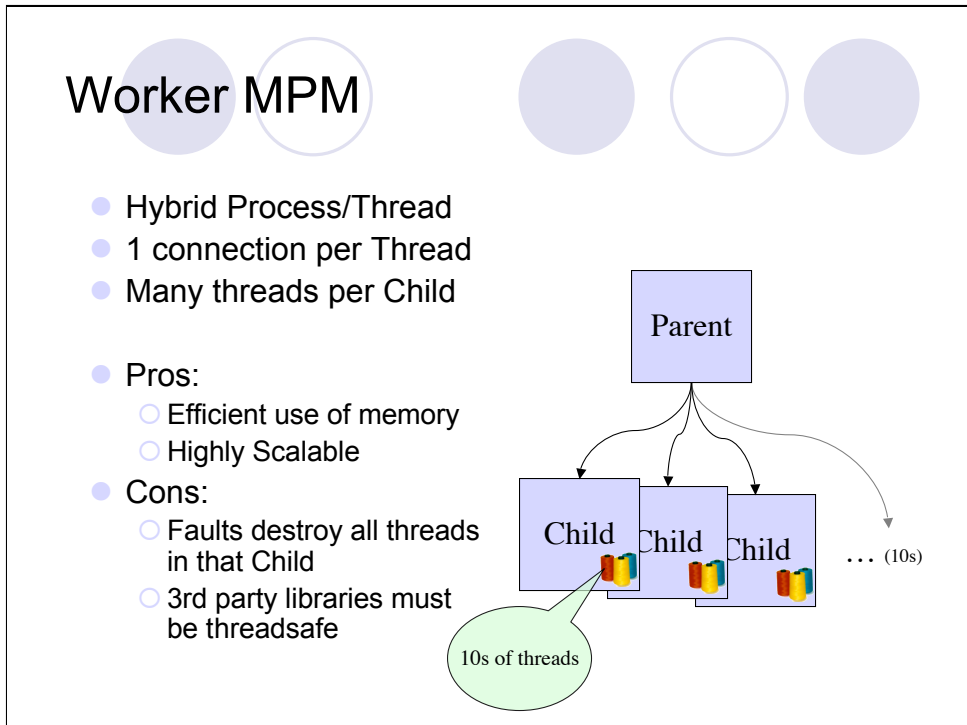 Worker MPM
Hybrid Process/Thread
1 connection per Thread
Many threads per Child
Pros:
Efficient use of memory
Highly Scalable
Cons:
Faults destroy all threads
in that Child
3rd party libraries must
be threadsafe
Parent
Child
Child
Child
... (10s)
10s of threads